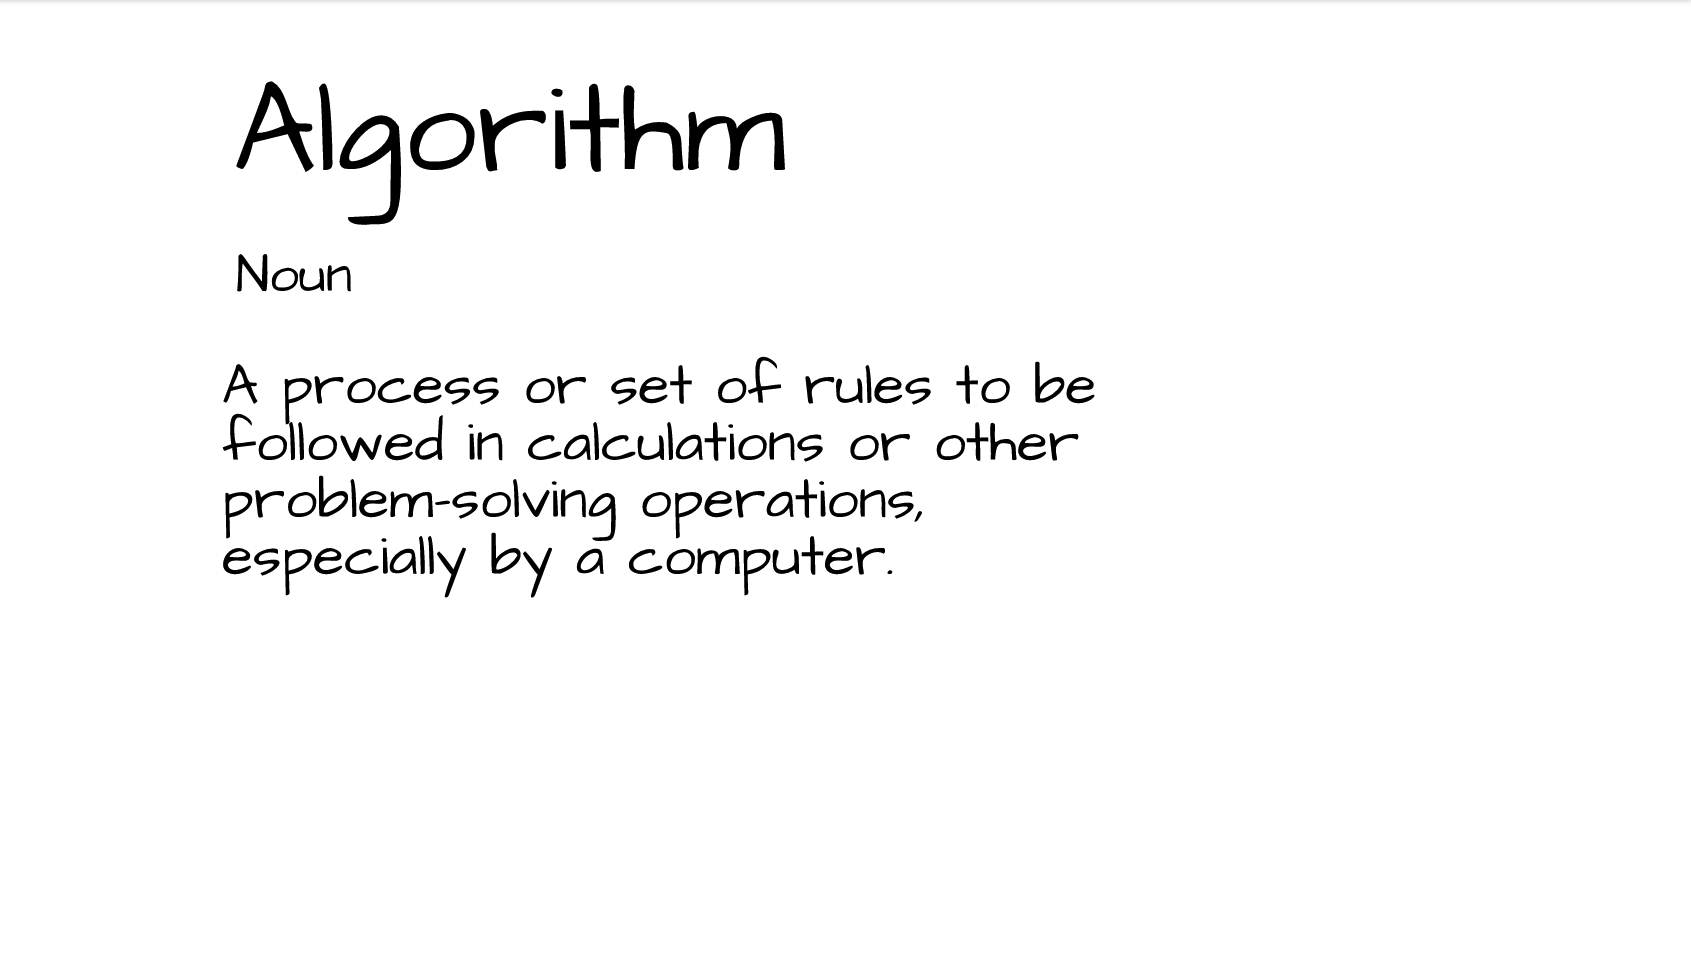 Algorithm
Noun
A process or set of rules to be
followed in calculations or other
problem-solving operations,
especially by a computer.